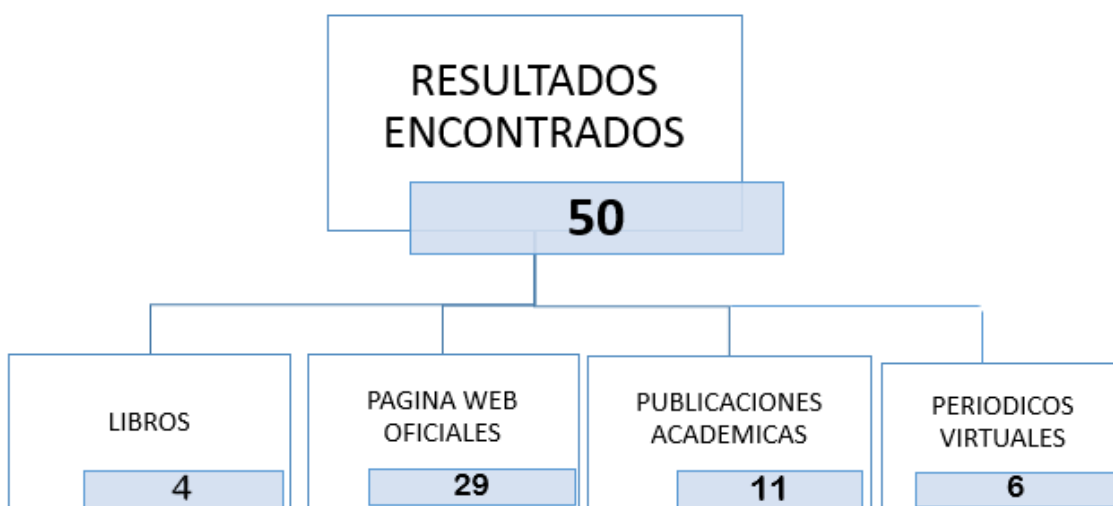 RESULTADOS
ENCONTRADOS
50
LIBROS
4
PAGINA WEB
OFICIALES
29
PUBLICACIONES
ACADEMICAS
11
PERIODICOS
VIRTUALES
6